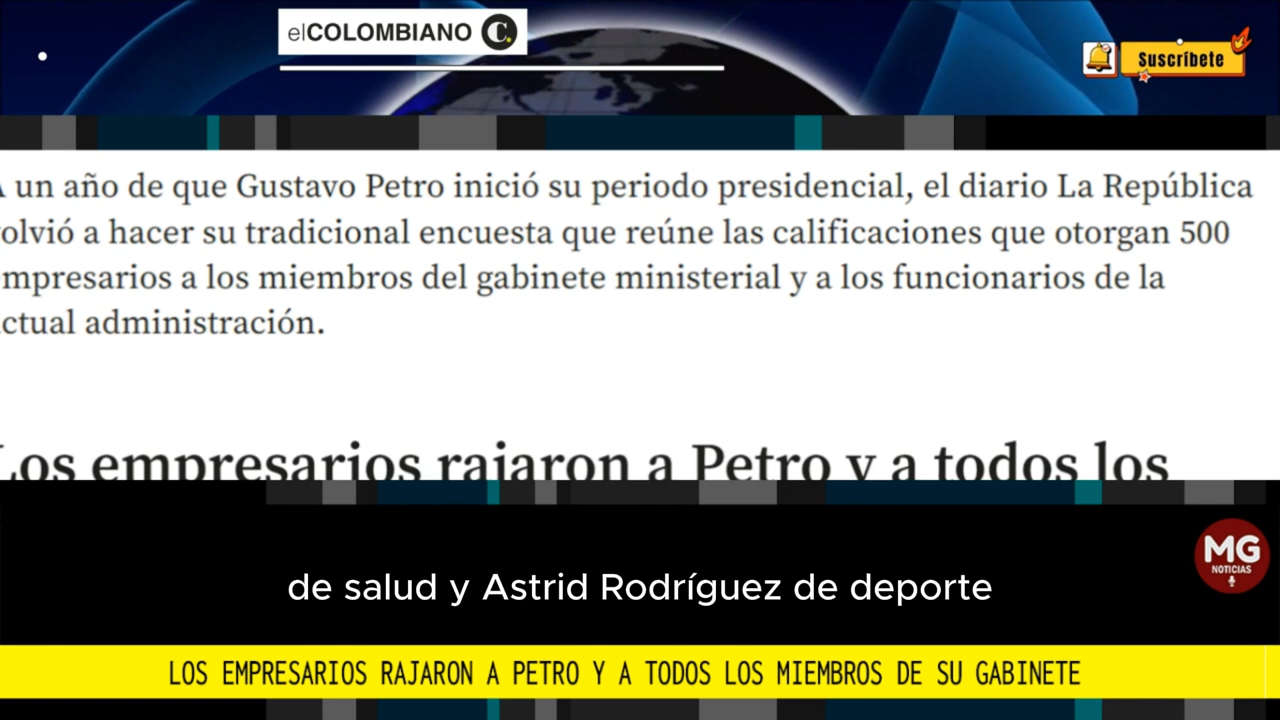 elCOLOMBIANO C.
Suscríbete
A un año de que Gustavo Petro inició su periodo presidencial, el diario La República
volvió a hacer su tradicional encuesta que reúne las calificaciones que otorgan 500
empresarios a los miembros del gabinete ministerial y a los funcionarios de la
actual administración.
Los empresarios rajaron a Petro y a todos los
MG
NOTICIAS
de salud y Astrid Rodríguez de deporte
LOS EMPRESARIOS RAJARON A PETRO Y A TODOS LOS MIEMBROS DE SU GABINETE